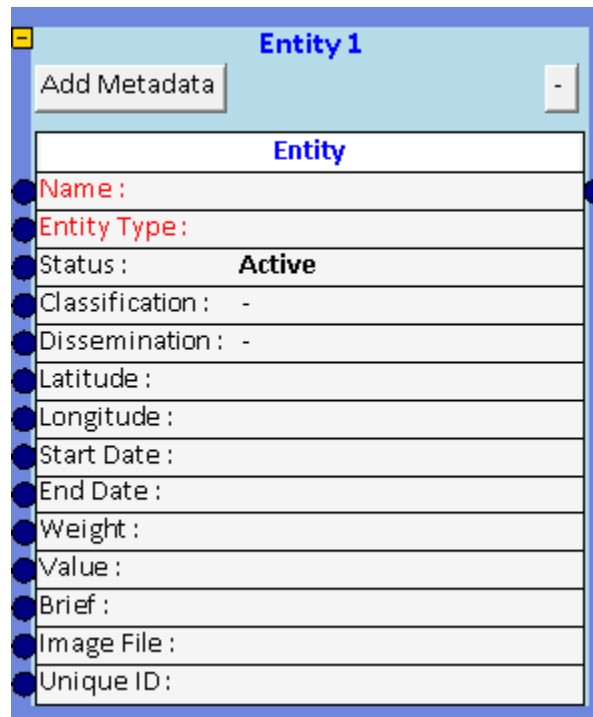 Entity 1
Add Metadata -
Entity
Name :
Entity Type :
Status : Active
Classification : -
Dissemination : -
Latitude :
Longitude :
Start Date :
End Date :
Weight :
Value :
Brief :
Image File :
Unique ID :